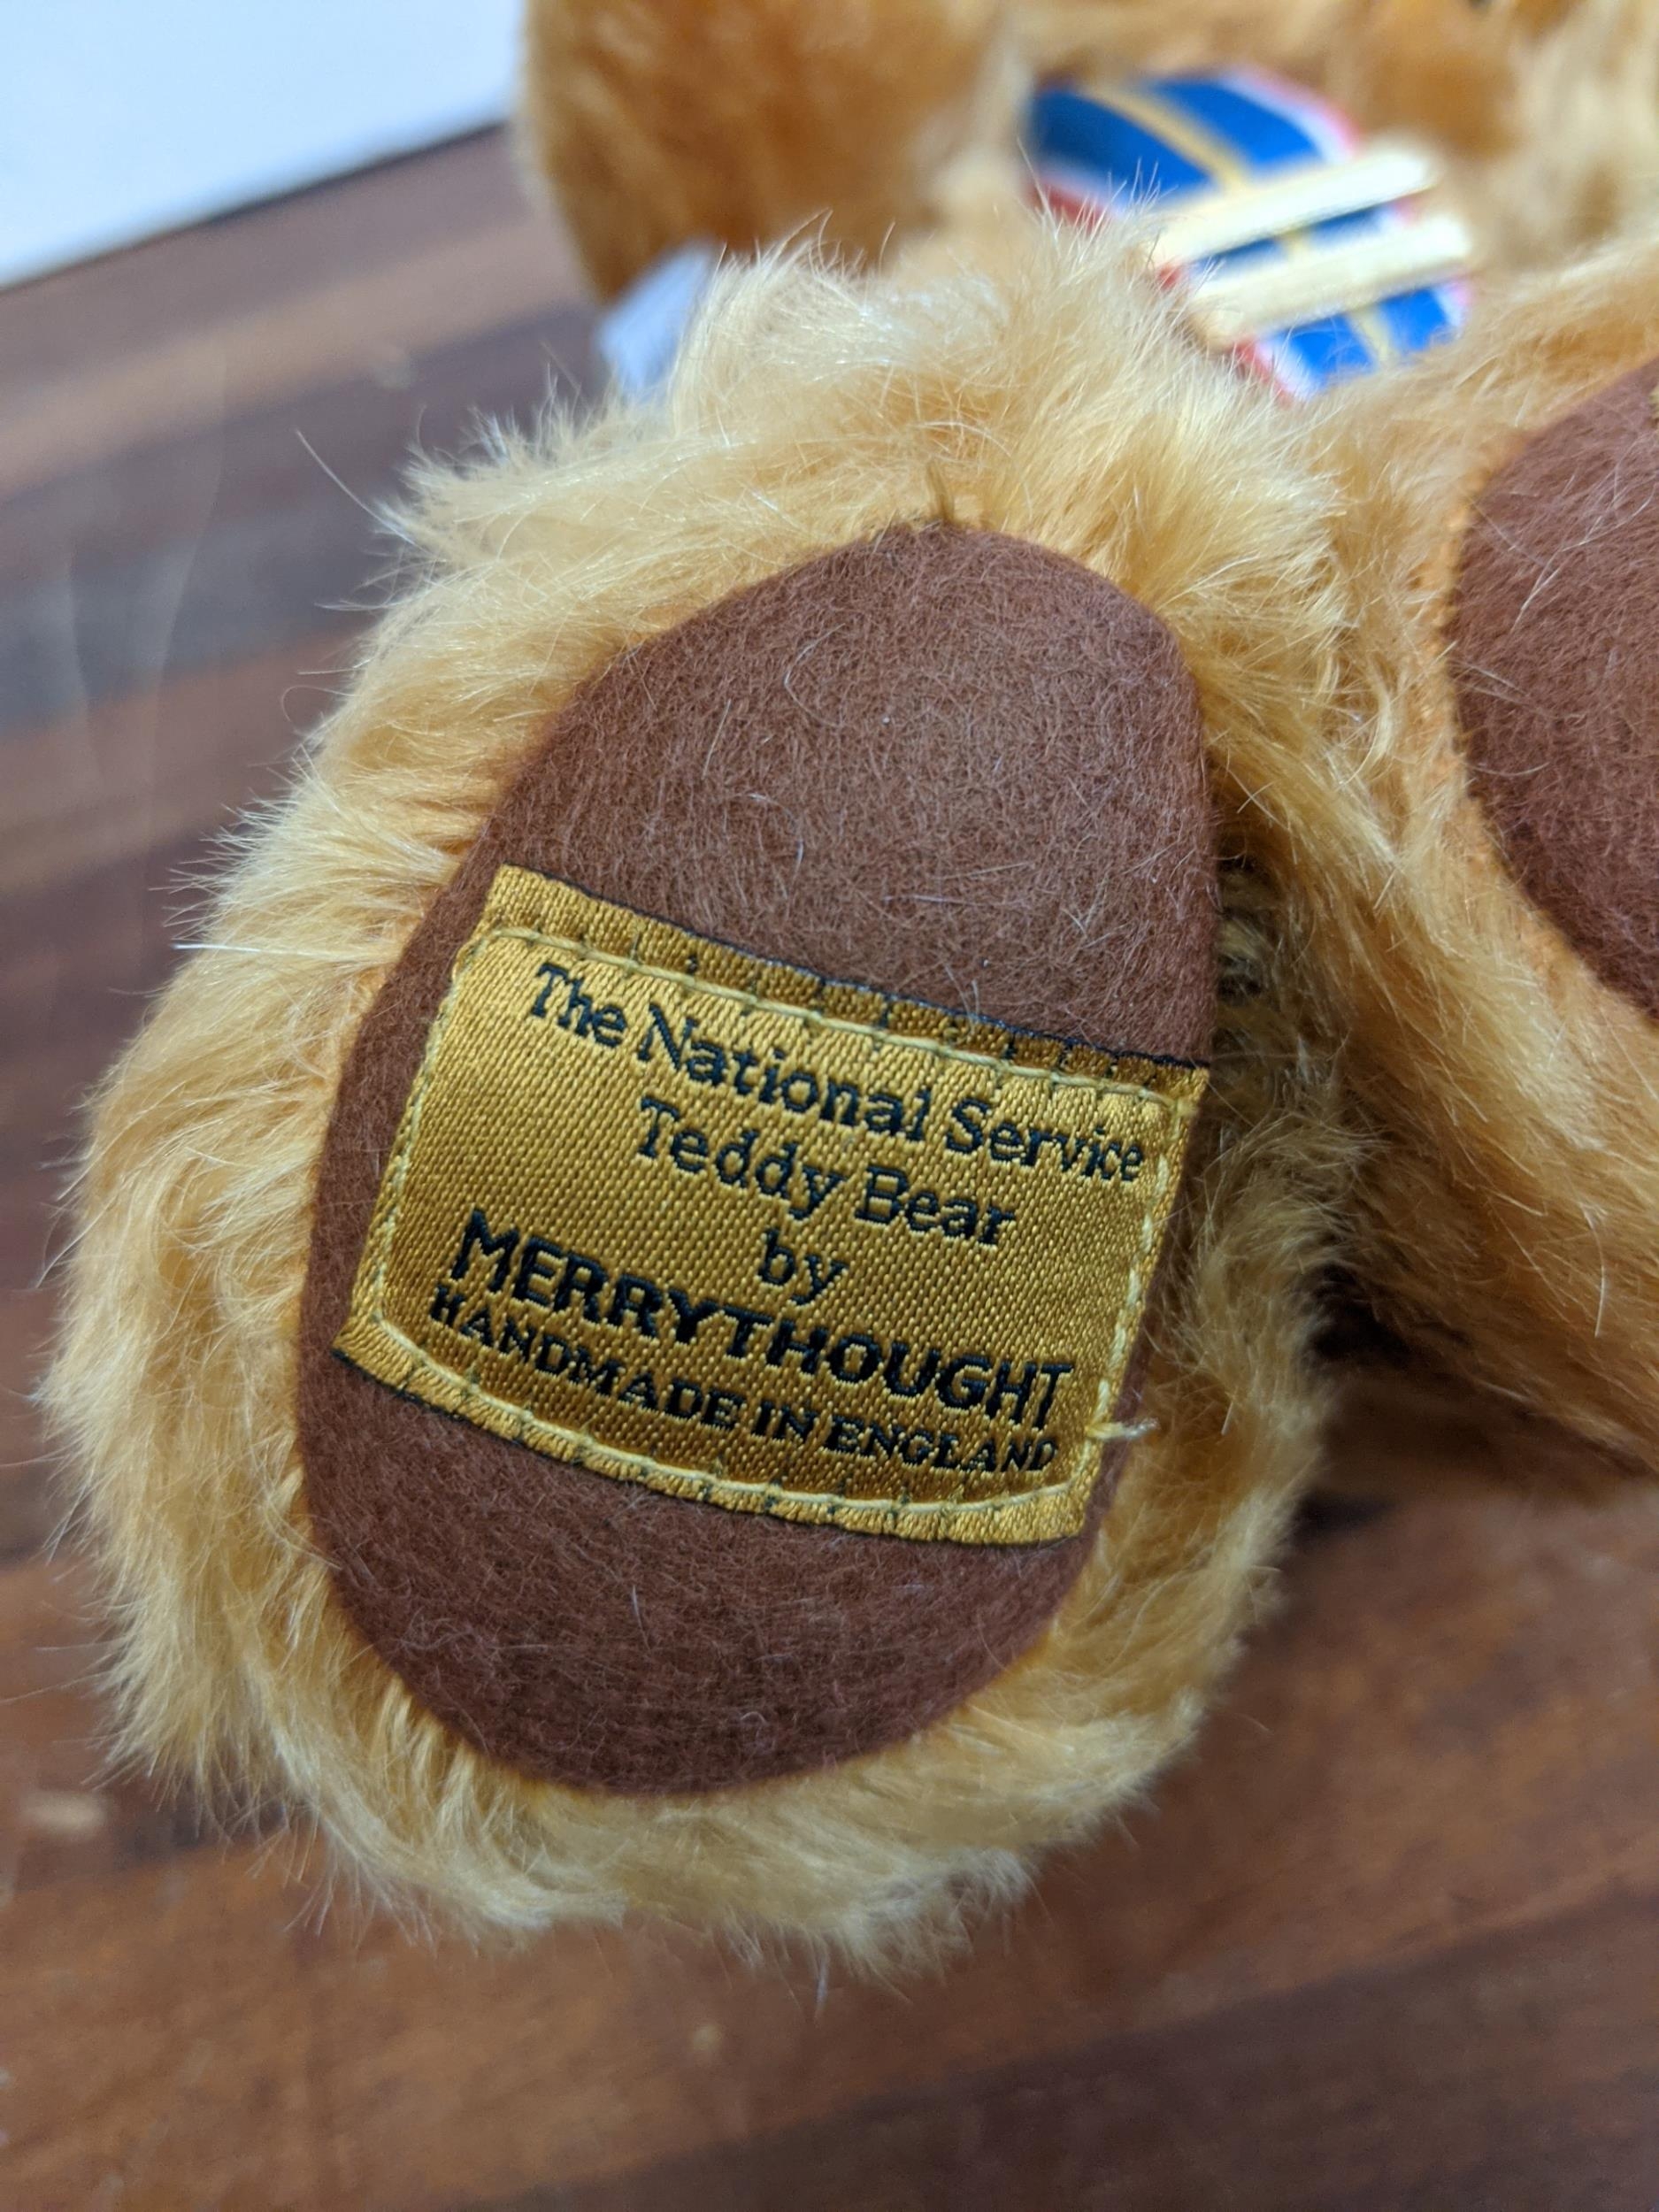 The National Service
Teddy Bear
by
MERRYTHOUGHT
HANDMADE IN ENGLAND